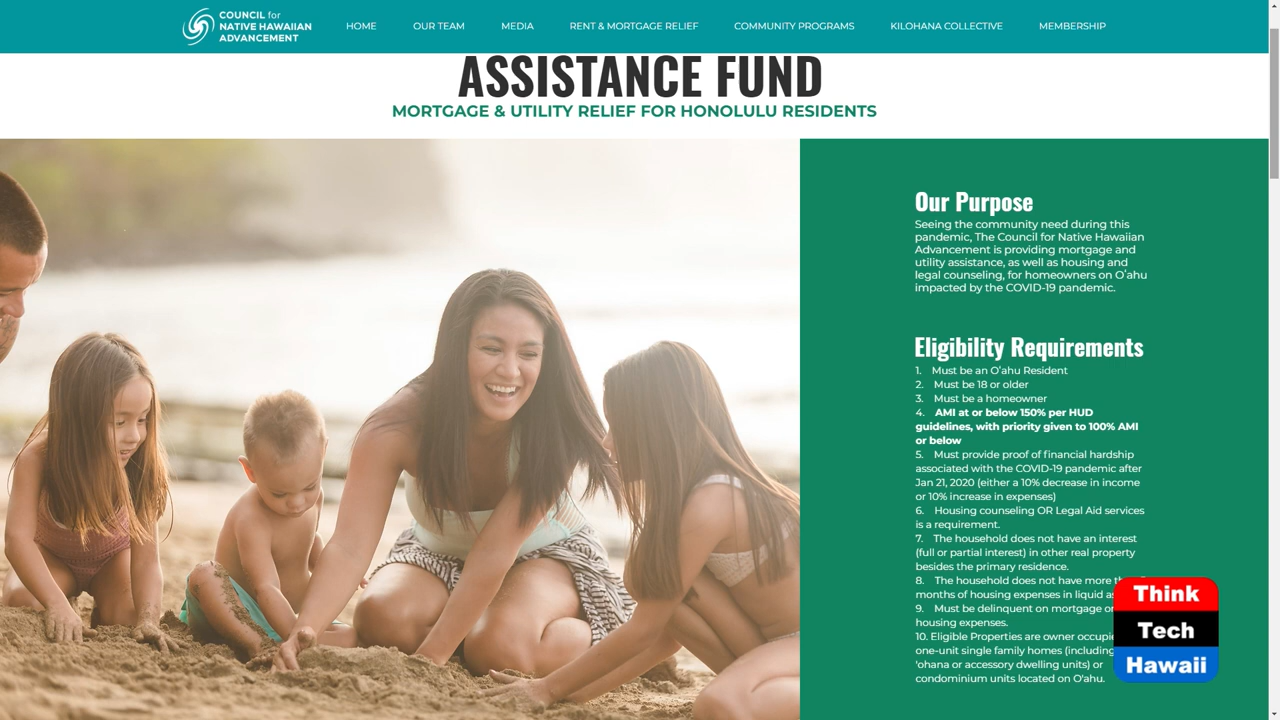 COUNCIL for
NATIVE HAWAIIAN
ADVANCEMENT
HOME
OUR TEAM
MEDIA
RENT & MORTGAGE RELIEF
COMMUNITY PROGRAMS
KILOHANA COLLECTIVE
MEMBERSHIP
ASSISTANCE FUND
MORTGAGE & UTILITY RELIEF FOR HONOLULU RESIDENTS
Our Purpose
Seeing the community need during this
pandemic, The Council for Native Hawaiian
Advancement is providing mortgage and
utility assistance, as well as housing and
legal counseling, for homeowners on O'ahu
impacted by the COVID-19 pandemic.
Eligibility Requirements
1. Must be an O'ahu Resident
2. Must be 18 or older
3. Must be a homeowner
4. AMI at or below 150% per HUD
guidelines, with priority given to 100% AMI
or below
5. Must provide proof of financial hardship
associated with the COVID-19 pandemic after
Jan 21, 2020 (either a 10% decrease in income
or 10% increase in expenses)
6. Housing counseling OR Legal Aid services
is a requirement.
7. The household does not have an interest
(full or partial interest) in other real property
besides the primary residence.
8. The household does not have more
months of housing expenses in liquid
9. Must be delinquent on mortgage
housing expenses.
10. Eligible Properties are owner
one-unit single family homes (including
'ohana or accessory dwelling units) or
condominium units located on O'ahu.
Think
Tech
Hawaii